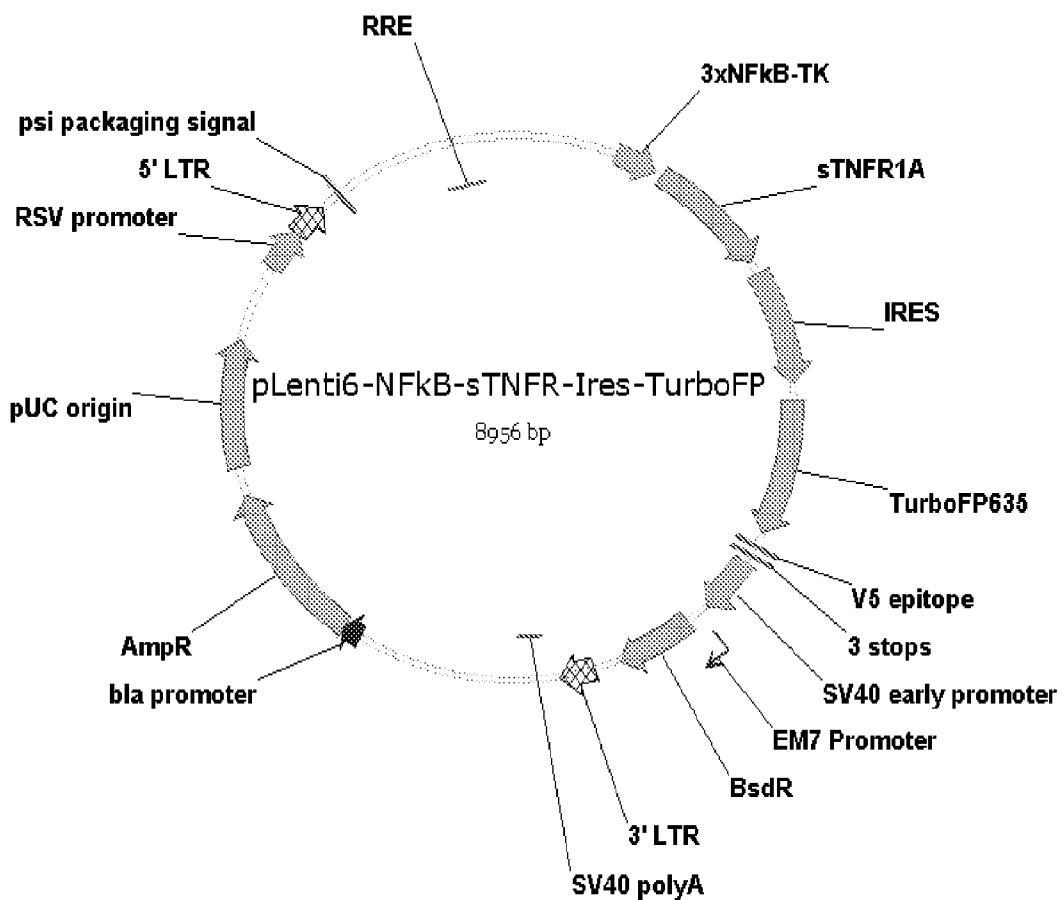 RRE
3xNFkB-TK
psi packaging signal
5' LTR
sTNFR1A
RSV promoter
IRES
pLenti6-NFkB-sTNFR-Ires-TurboFP
pUC origin
8956 bp
TurboFP635
V5 epitope
AmpR
3 stops
bla promoter
SV40 early promoter
EM7 Promoter
BsdR
3' LTR
SV40 polyA